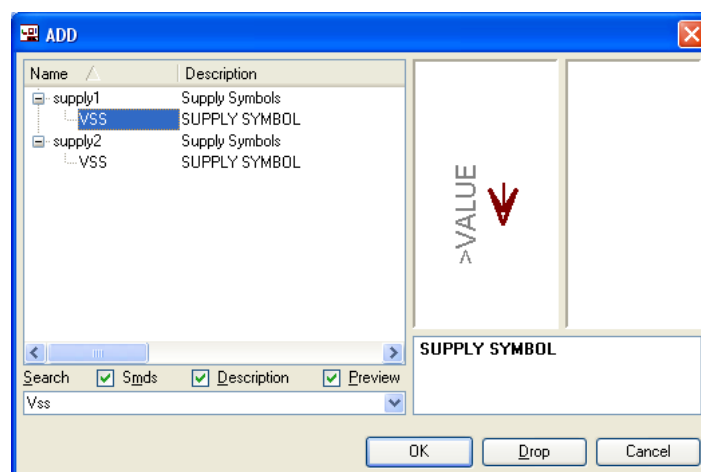 ADD
Name Description
supply1 Supply Symbols
VSS SUPPLY SYMBOL
supply2 Supply Symbols
VSS SUPPLY SYMBOL
>VALUE
SUPPLY SYMBOL
Search Smds Description Preview
Vss
OK Drop Cancel